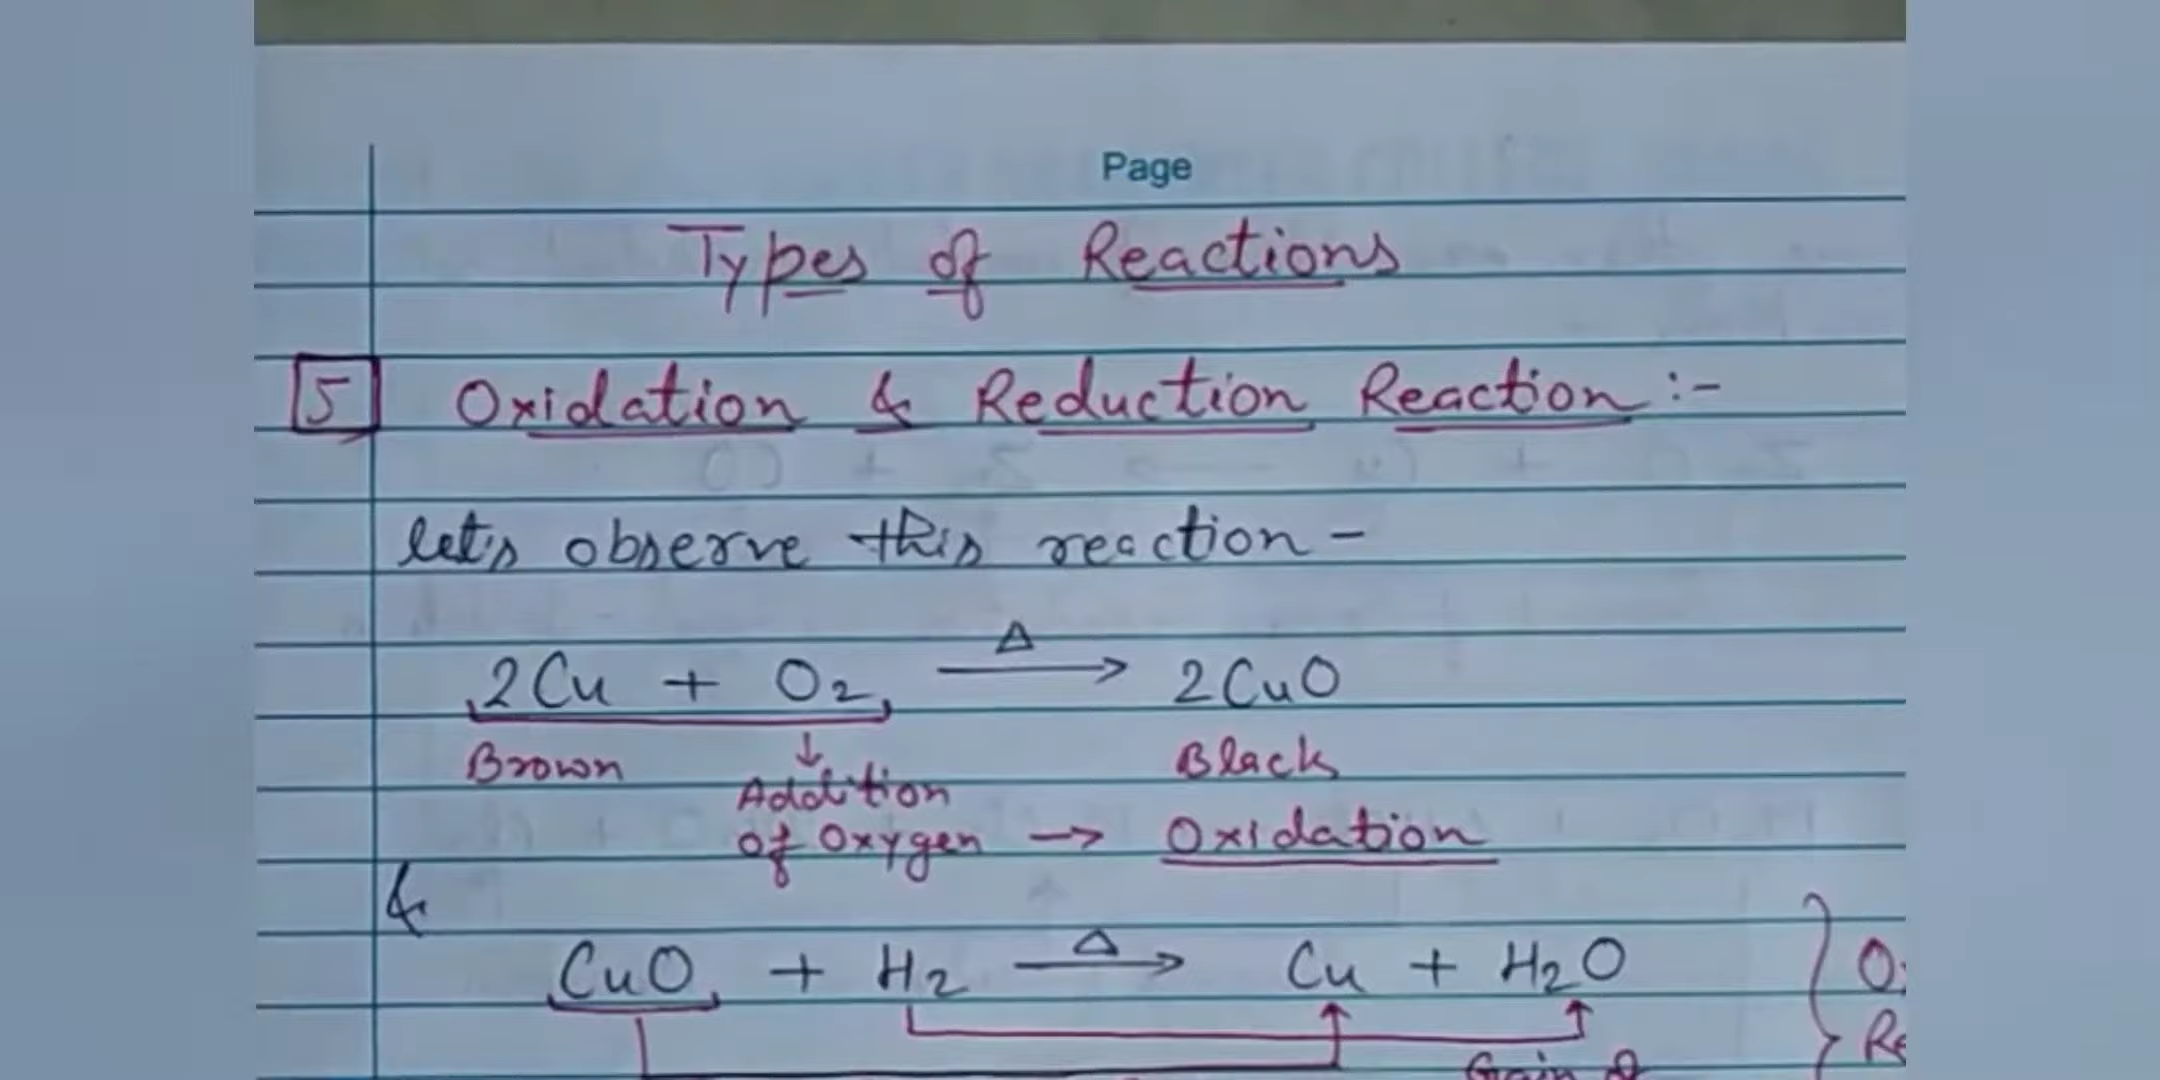 Page
Types of Reactions
5 Oxidation & Reduction Reaction :-
let's observe this reaction -
Δ
2Cu + O2 → 2CuO
Brown ↓ Black
Addition
of Oxygen → Oxidation
&
Δ
CuO + H2 → Cu + H2O
Gain